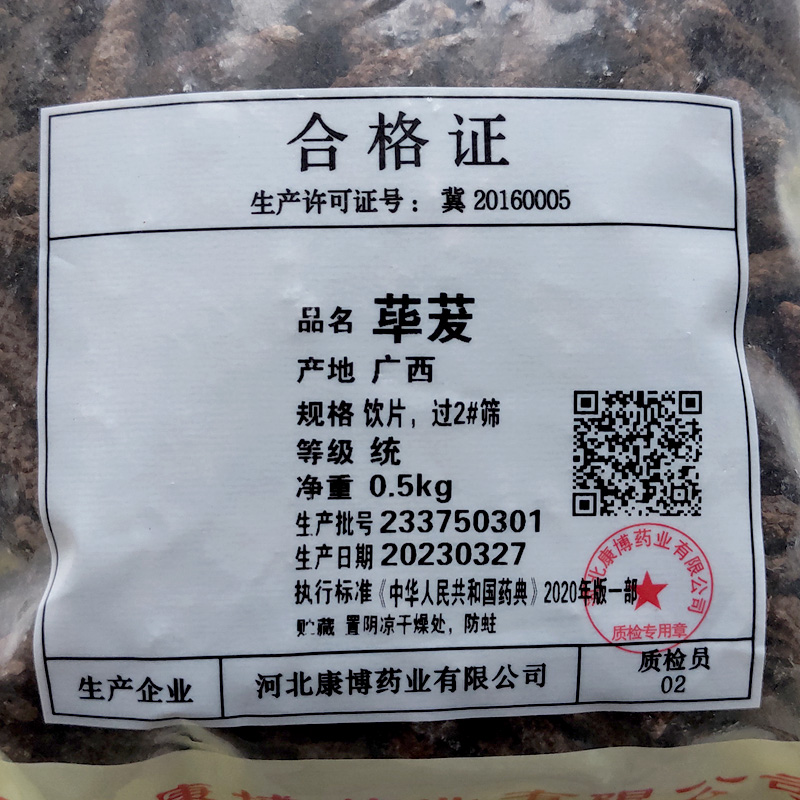 合格证
生产许可证号：冀 20160005
品名 荜茇
产地 广西
规格 饮片，过2#筛
等级 统
净重 0.5kg
生产批号 233750301
生产日期 20230327
执行标准《中华人民共和国药典》2020年版一部
贮藏 置阴凉干燥处，防蛀
河北康博药业有限公司
质检专用章
生产企业
河北康博药业有限公司
质检员
02